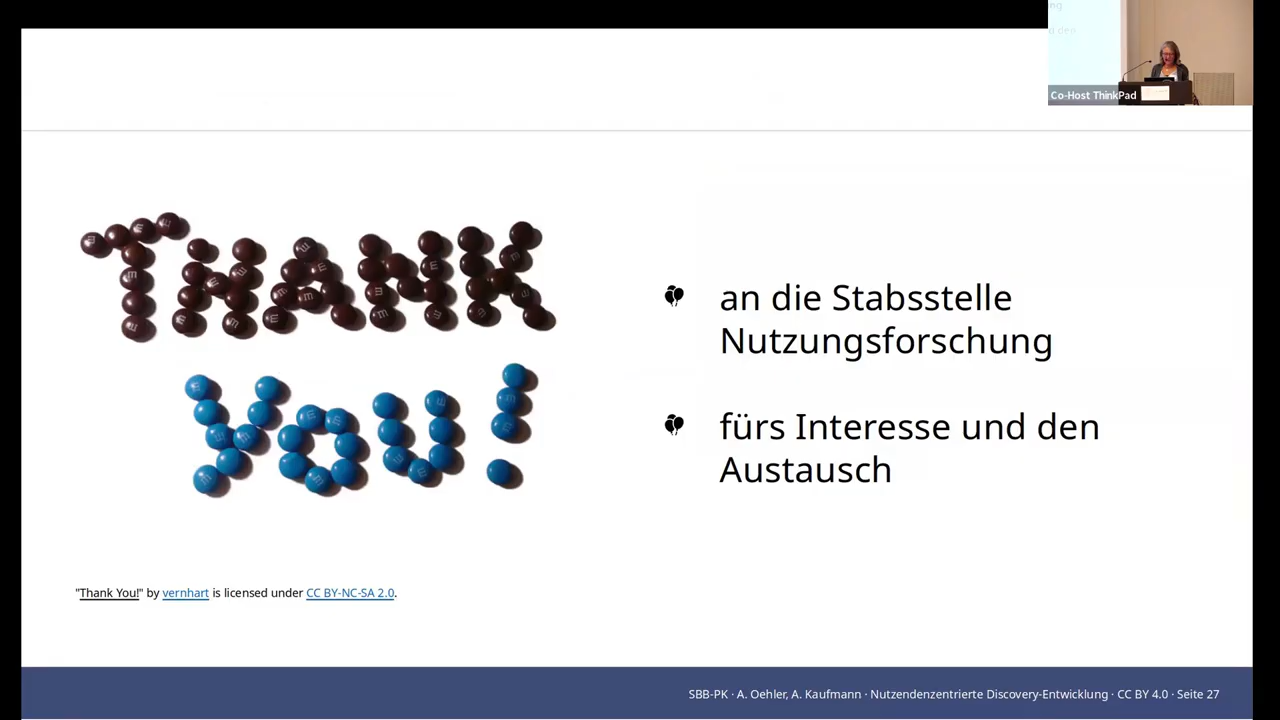 ng
d den
Co-Host ThinkPad
THANK
YOU!
an die Stabsstelle
Nutzungsforschung
fürs Interesse und den
Austausch
"Thank You!" by vernhart is licensed under CC BY-NC-SA 2.0.
SBB-PK · A. Oehler, A. Kaufmann · Nutzendenzentrierte Discovery-Entwicklung · CC BY 4.0 · Seite 27